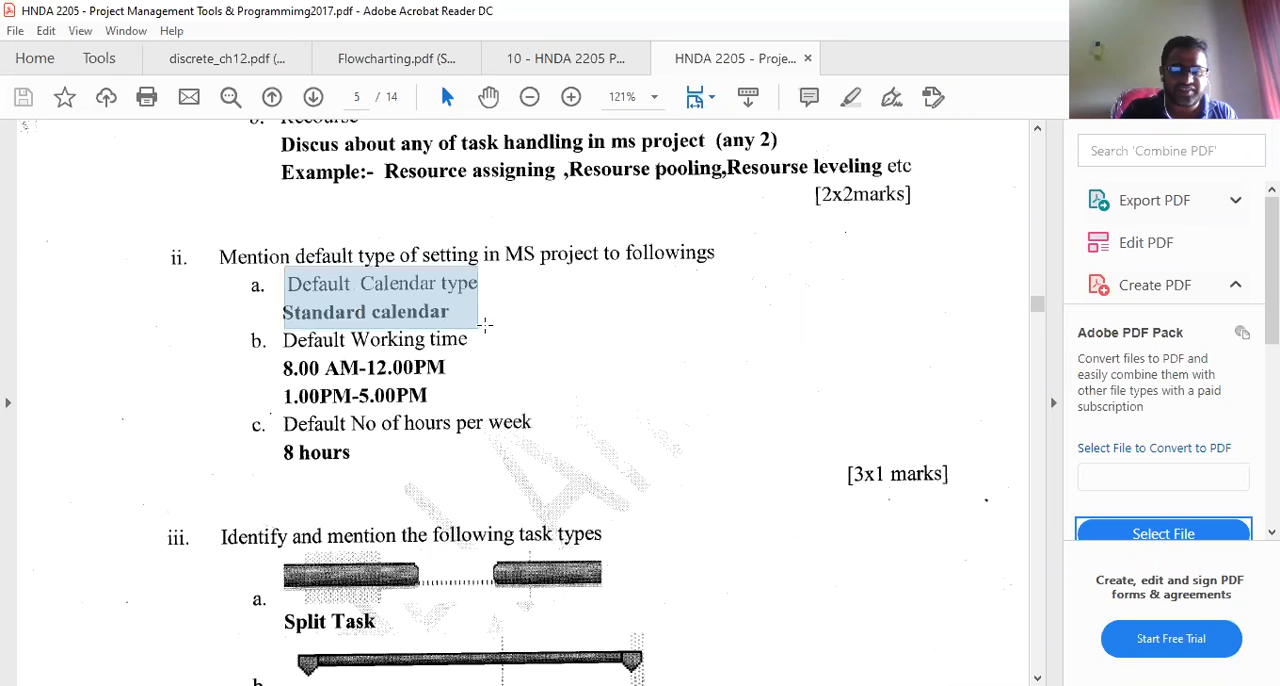 HNDA 2205 - Project Management Tools & Programmimg2017.pdf - Adobe Acrobat Reader DC
File Edit View Window Help
Home Tools discrete_ch12.pdf (... Flowcharting.pdf (S... 10 - HNDA 2205 P... HNDA 2205 - Proje... ×
5 / 14 121%
Discus about any of task handling in ms project (any 2)
Example:- Resource assigning ,Resourse pooling,Resourse leveling etc
[2x2marks]
ii. Mention default type of setting in MS project to followings
a. Default Calendar type
Standard calendar
b. Default Working time
8.00 AM-12.00PM
1.00PM-5.00PM
c. Default No of hours per week
8 hours
[3x1 marks]
iii. Identify and mention the following task types
a.
Split Task
Search 'Combine PDF'
Export PDF
Edit PDF
Create PDF
Adobe PDF Pack
Convert files to PDF and
easily combine them with
other file types with a paid
subscription
Select File to Convert to PDF
Select File
Create, edit and sign PDF
forms & agreements
Start Free Trial